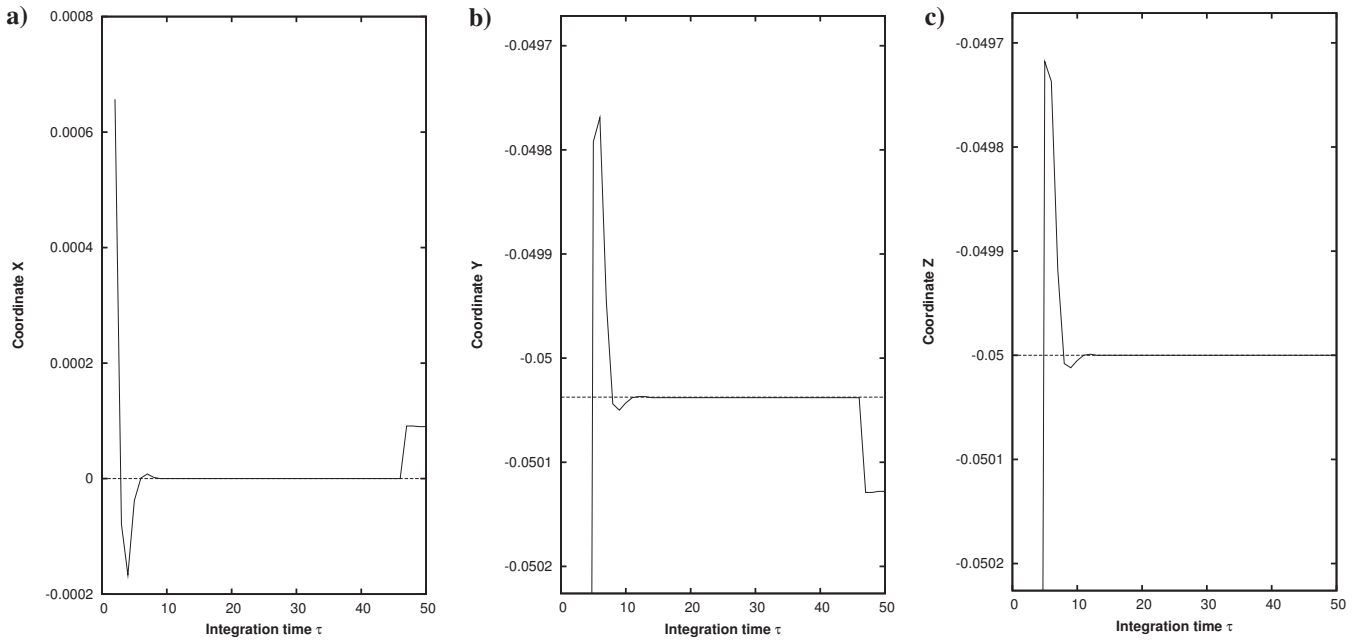 a)
0.0008
0.0006
0.0004
0.0002
0
-0.0002
0 10 20 30 40 50
Coordinate X
Integration time τ
b)
-0.0497
-0.0498
-0.0499
-0.05
-0.0501
-0.0502
0 10 20 30 40 50
Coordinate Y
Integration time τ
c)
-0.0497
-0.0498
-0.0499
-0.05
-0.0501
-0.0502
0 10 20 30 40 50
Coordinate Z
Integration time τ